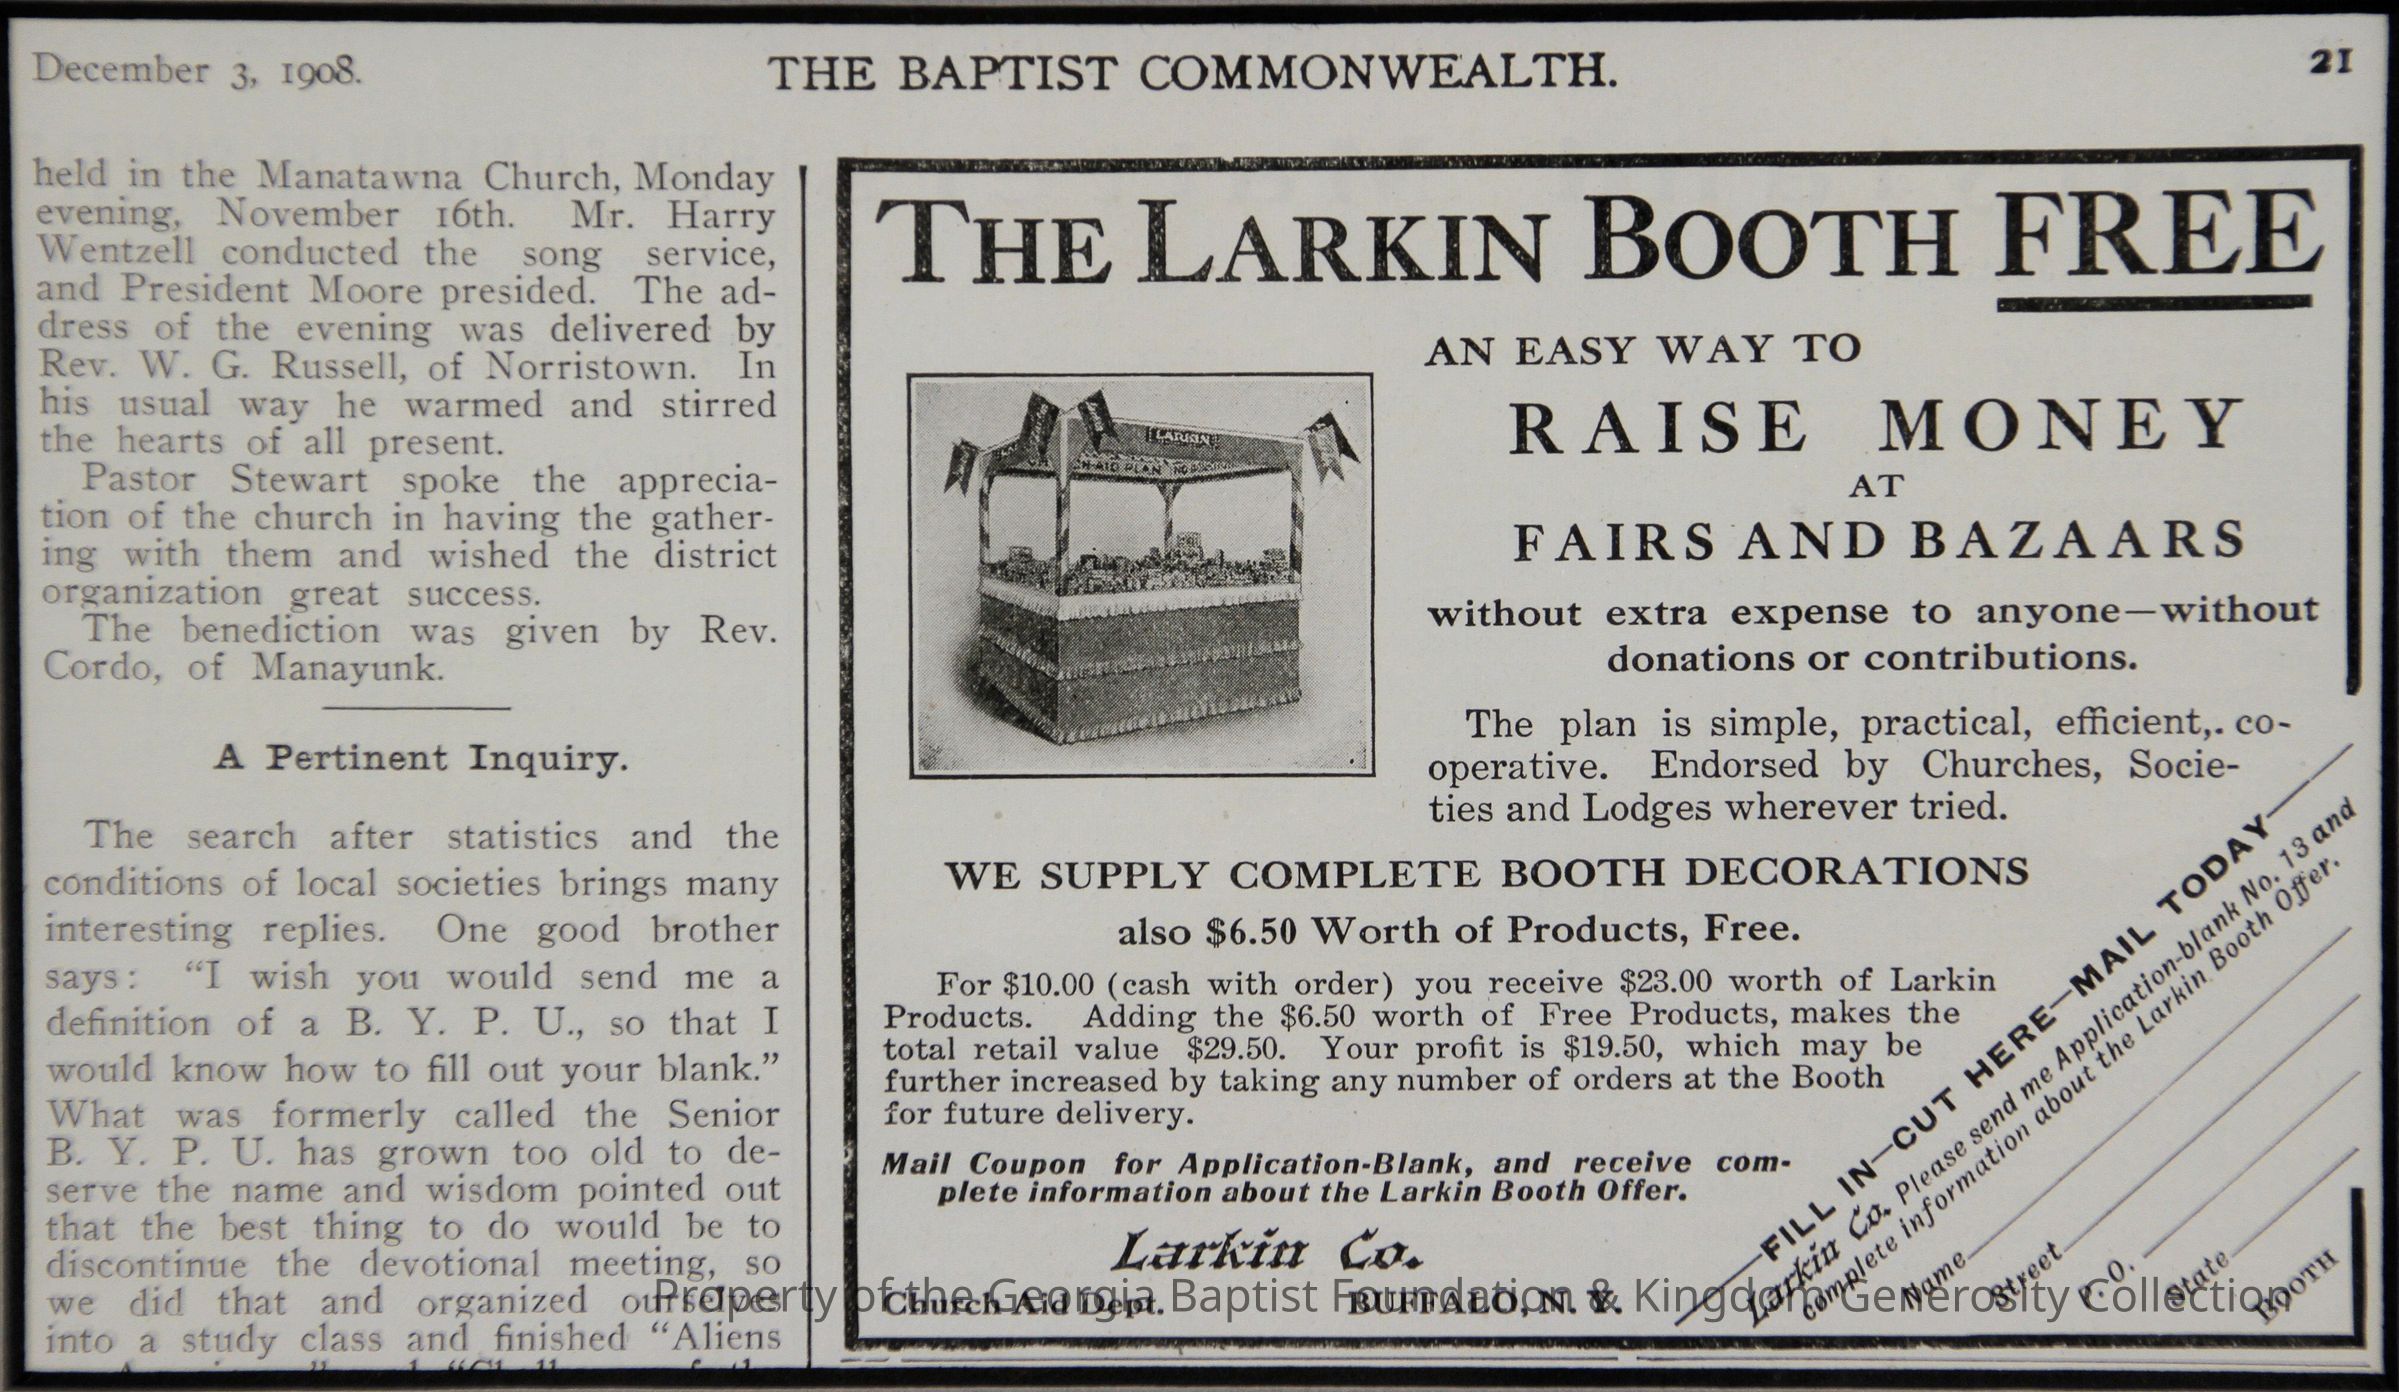 December 3, 1908.
THE BAPTIST COMMONWEALTH.
21
held in the Manatawna Church, Monday
evening, November 16th. Mr. Harry
Wentzell conducted the song service,
and President Moore presided. The ad-
dress of the evening was delivered by
Rev. W. G. Russell, of Norristown. In
his usual way he warmed and stirred
the hearts of all present.
Pastor Stewart spoke the apprecia-
tion of the church in having the gather-
ing with them and wished the district
organization great success.
The benediction was given by Rev.
Cordo, of Manayunk.
A Pertinent Inquiry.
The search after statistics and the
conditions of local societies brings many
interesting replies. One good brother
says: "I wish you would send me a
definition of a B. Y. P. U., so that I
would know how to fill out your blank."
What was formerly called the Senior
B. Y. P. U. has grown too old to de-
serve the name and wisdom pointed out
that the best thing to do would be to
discontinue the devotional meeting, so
we did that and organized ourselves
into a study class and finished "Aliens
THE LARKIN BOOTH FREE
AN EASY WAY TO
RAISE MONEY
AT
FAIRS AND BAZAARS
without extra expense to anyone—without
donations or contributions.
LARKIN
The plan is simple, practical, efficient,. co-
operative. Endorsed by Churches, Socie-
ties and Lodges wherever tried.
WE SUPPLY COMPLETE BOOTH DECORATIONS
also $6.50 Worth of Products, Free.
For $10.00 (cash with order) you receive $23.00 worth of Larkin
Products. Adding the $6.50 worth of Free Products, makes the
total retail value $29.50. Your profit is $19.50, which may be
further increased by taking any number of orders at the Booth
for future delivery.
Mail Coupon for Application-Blank, and receive com-
plete information about the Larkin Booth Offer.
Larkin Co.
Church Aid Dept. BUFFALO, N. Y.
FILL IN—CUT HERE—MAIL TODAY
Larkin Co. Please send me Application-blank No. 13 and
complete information about the Larkin Booth Offer.
Name
Street
P. O.
State
BOOTH
Property of the Georgia Baptist Foundation & Kingdom Generosity Collection